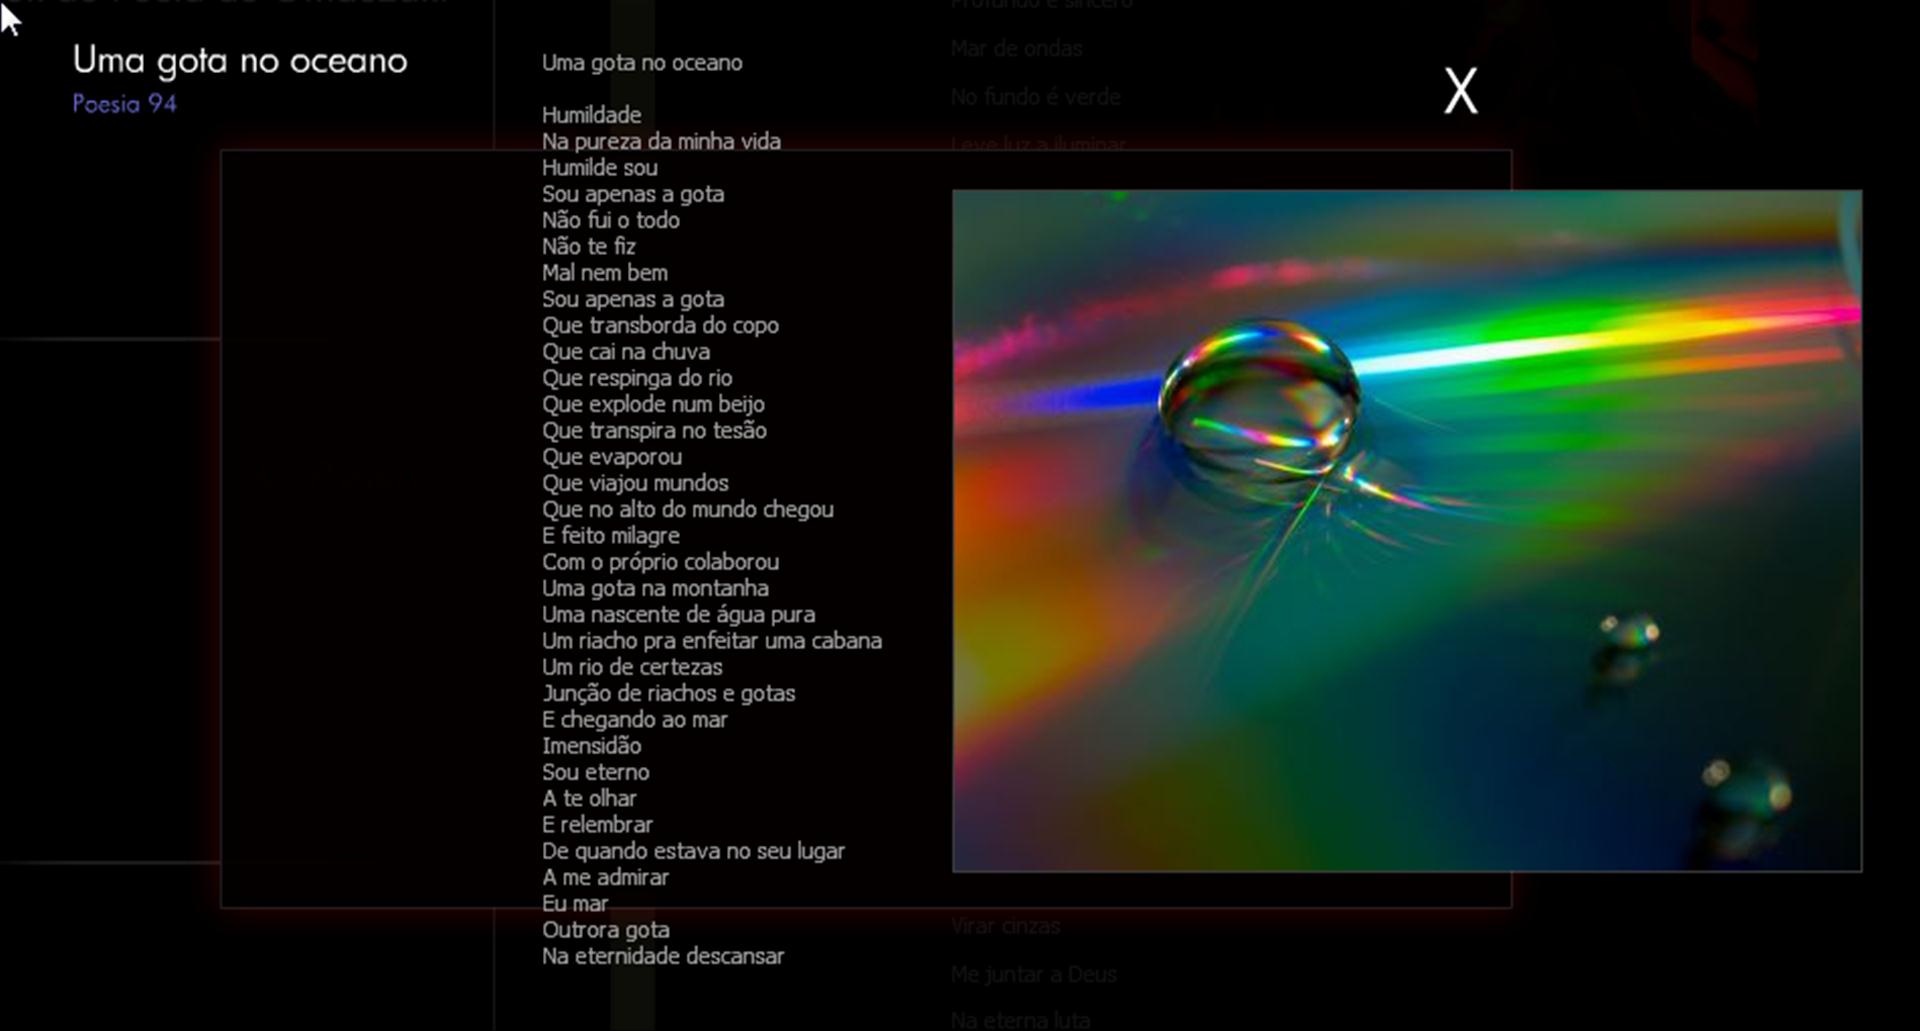 Uma gota no oceano
Poesia 94
X
Uma gota no oceano
Humildade
Na pureza da minha vida
Humilde sou
Sou apenas a gota
Não fui o todo
Não te fiz
Mal nem bem
Sou apenas a gota
Que transborda do copo
Que cai na chuva
Que respinga do rio
Que explode num beijo
Que transpira no tesão
Que evaporou
Que viajou mundos
Que no alto do mundo chegou
E feito milagre
Com o próprio colaborou
Uma gota na montanha
Uma nascente de água pura
Um riacho pra enfeitar uma cabana
Um rio de certezas
Junção de riachos e gotas
E chegando ao mar
Imensidão
Sou eterno
A te olhar
E relembrar
De quando estava no seu lugar
A me admirar
Eu mar
Outrora gota
Na eternidade descansar
Profundo e sincero
Mar de ondas
No fundo é verde
Leve luz a iluminar
Virar cinzas
Me juntar a Deus
Na eterna luta